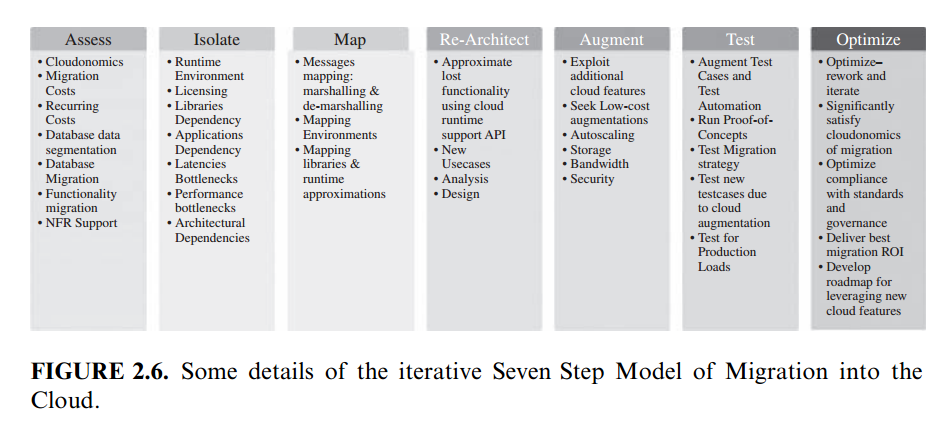 Assess
• Cloudonomics
• Migration
Costs
• Recurring
Costs
• Database data
segmentation
• Database
Migration
• Functionality
migration
• NFR Support
Isolate
• Runtime
Environment
• Licensing
• Libraries
Dependency
• Applications
Dependency
• Latencies
Bottlenecks
• Performance
bottlenecks
• Architectural
Dependencies
Map
• Messages
mapping:
marshalling &
de-marshalling
• Mapping
Environments
• Mapping
libraries &
runtime
approximations
Re-Architect
• Approximate
lost
functionality
using cloud
runtime
support API
• New
Usecases
• Analysis
• Design
Augment
• Exploit
additional
cloud features
• Seek Low-cost
augmentations
• Autoscaling
• Storage
• Bandwidth
• Security
Test
• Augment Test
Cases and
Test
Automation
• Run Proof-of-
Concepts
• Test Migration
strategy
• Test new
testcases due
to cloud
augmentation
• Test for
Production
Loads
Optimize
• Optimize–
rework and
iterate
• Significantly
satisfy
cloudonomics
of migration
• Optimize
compliance
with standards
and
governance
• Deliver best
migration ROI
• Develop
roadmap for
leveraging new
cloud features
FIGURE 2.6. Some details of the iterative Seven Step Model of Migration into the
Cloud.